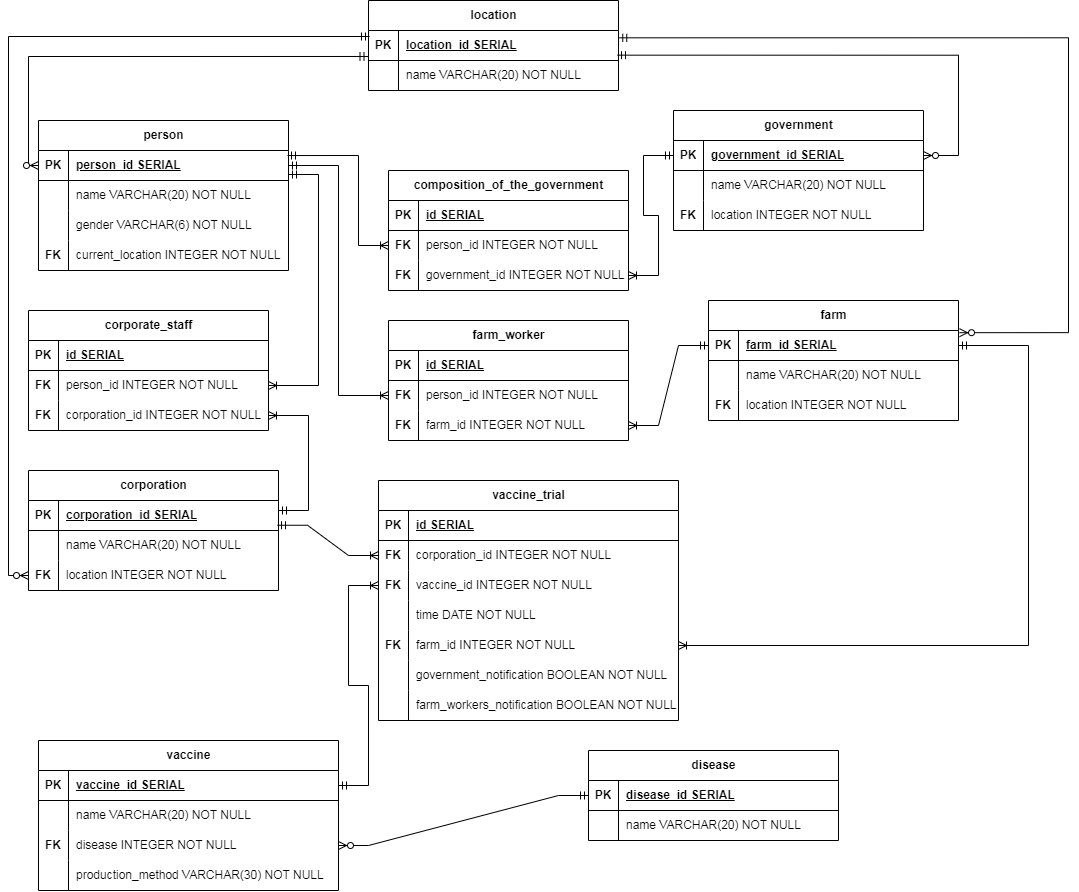 location
PK location_id SERIAL
name VARCHAR(20) NOT NULL
person
PK person_id SERIAL
name VARCHAR(20) NOT NULL
gender VARCHAR(6) NOT NULL
FK current_location INTEGER NOT NULL
composition_of_the_government
PK id SERIAL
FK person_id INTEGER NOT NULL
FK government_id INTEGER NOT NULL
government
PK government_id SERIAL
name VARCHAR(20) NOT NULL
FK location INTEGER NOT NULL
corporate_staff
PK id SERIAL
FK person_id INTEGER NOT NULL
FK corporation_id INTEGER NOT NULL
farm_worker
PK id SERIAL
FK person_id INTEGER NOT NULL
FK farm_id INTEGER NOT NULL
farm
PK farm_id SERIAL
name VARCHAR(20) NOT NULL
FK location INTEGER NOT NULL
corporation
PK corporation_id SERIAL
name VARCHAR(20) NOT NULL
FK location INTEGER NOT NULL
vaccine_trial
PK id SERIAL
FK corporation_id INTEGER NOT NULL
FK vaccine_id INTEGER NOT NULL
time DATE NOT NULL
FK farm_id INTEGER NOT NULL
government_notification BOOLEAN NOT NULL
farm_workers_notification BOOLEAN NOT NULL
vaccine
PK vaccine_id SERIAL
name VARCHAR(20) NOT NULL
FK disease INTEGER NOT NULL
production_method VARCHAR(30) NOT NULL
disease
PK disease_id SERIAL
name VARCHAR(20) NOT NULL